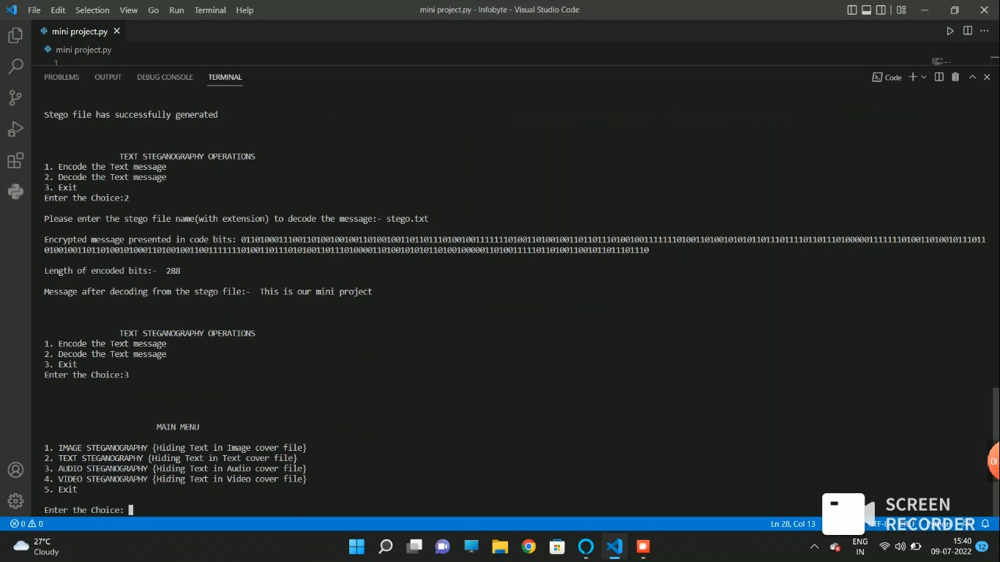 File Edit Selection View Go Run Terminal Help
mini project.py - Infobyte - Visual Studio Code
mini project.py
mini project.py
1
PROBLEMS OUTPUT DEBUG CONSOLE TERMINAL
Code
Stego file has successfully generated
TEXT STEGANOGRAPHY OPERATIONS
1. Encode the Text message
2. Decode the Text message
3. Exit
Enter the Choice:2
Please enter the stego file name(with extension) to decode the message:- stego.txt
Encrypted message presented in code bits:
Length of encoded bits:- 288
Message after decoding from the stego file:- This is our mini project
TEXT STEGANOGRAPHY OPERATIONS
1. Encode the Text message
2. Decode the Text message
3. Exit
Enter the Choice:3
MAIN MENU
1. IMAGE STEGANOGRAPHY {Hiding Text in Image cover file}
2. TEXT STEGANOGRAPHY {Hiding Text in Text cover file}
3. AUDIO STEGANOGRAPHY {Hiding Text in Audio cover file}
4. VIDEO STEGANOGRAPHY {Hiding Text in Video cover file}
5. Exit
Enter the Choice:
SCREEN
RECORDER
0 0
Ln 28, Col 13
27°C
Cloudy
ENG
IN
15:40
09-07-2022
12